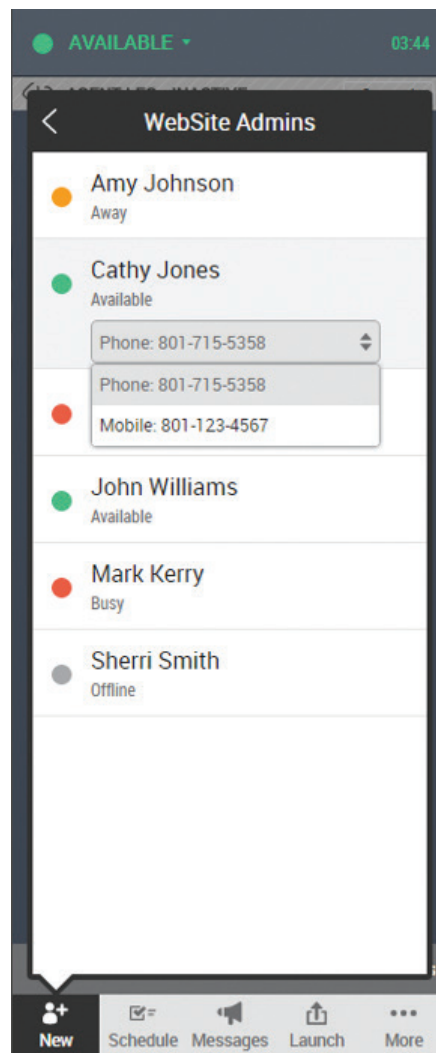 AVAILABLE
03:44
WebSite Admins
Amy Johnson
Away
Cathy Jones
Available
Phone: 801-715-5358
Phone: 801-715-5358
Mobile: 801-123-4567
John Williams
Available
Mark Kerry
Busy
Sherri Smith
Offline
New Schedule Messages Launch More